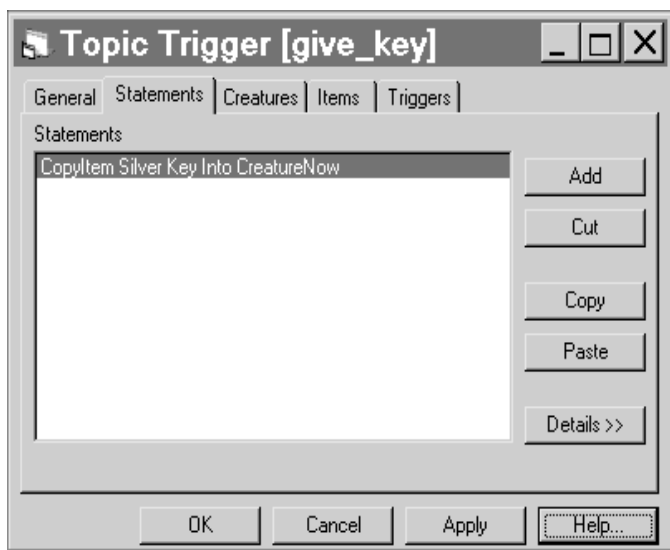 Topic Trigger [give_key]
General Statements Creatures Items Triggers
Statements
CopyItem Silver Key Into CreatureNow
Add
Cut
Copy
Paste
Details >>
OK Cancel Apply Help...